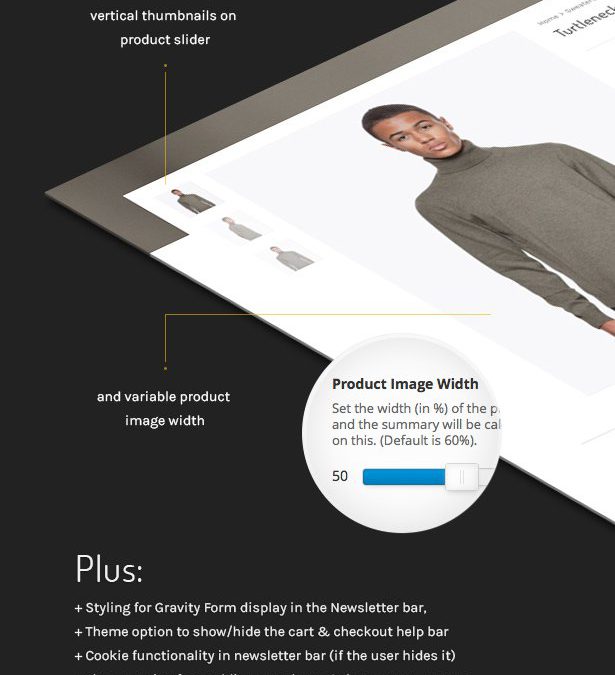 vertical thumbnails on
product slider
Home > Sweaters
Turtleneck
and variable product
image width
Product Image Width
Set the width (in %) of the
and the summary will be
on this. (Default is 60%).
50
Plus:
+ Styling for Gravity Form display in the Newsletter bar,
+ Theme option to show/hide the cart & checkout help bar
+ Cookie functionality in newsletter bar (if the user hides it)